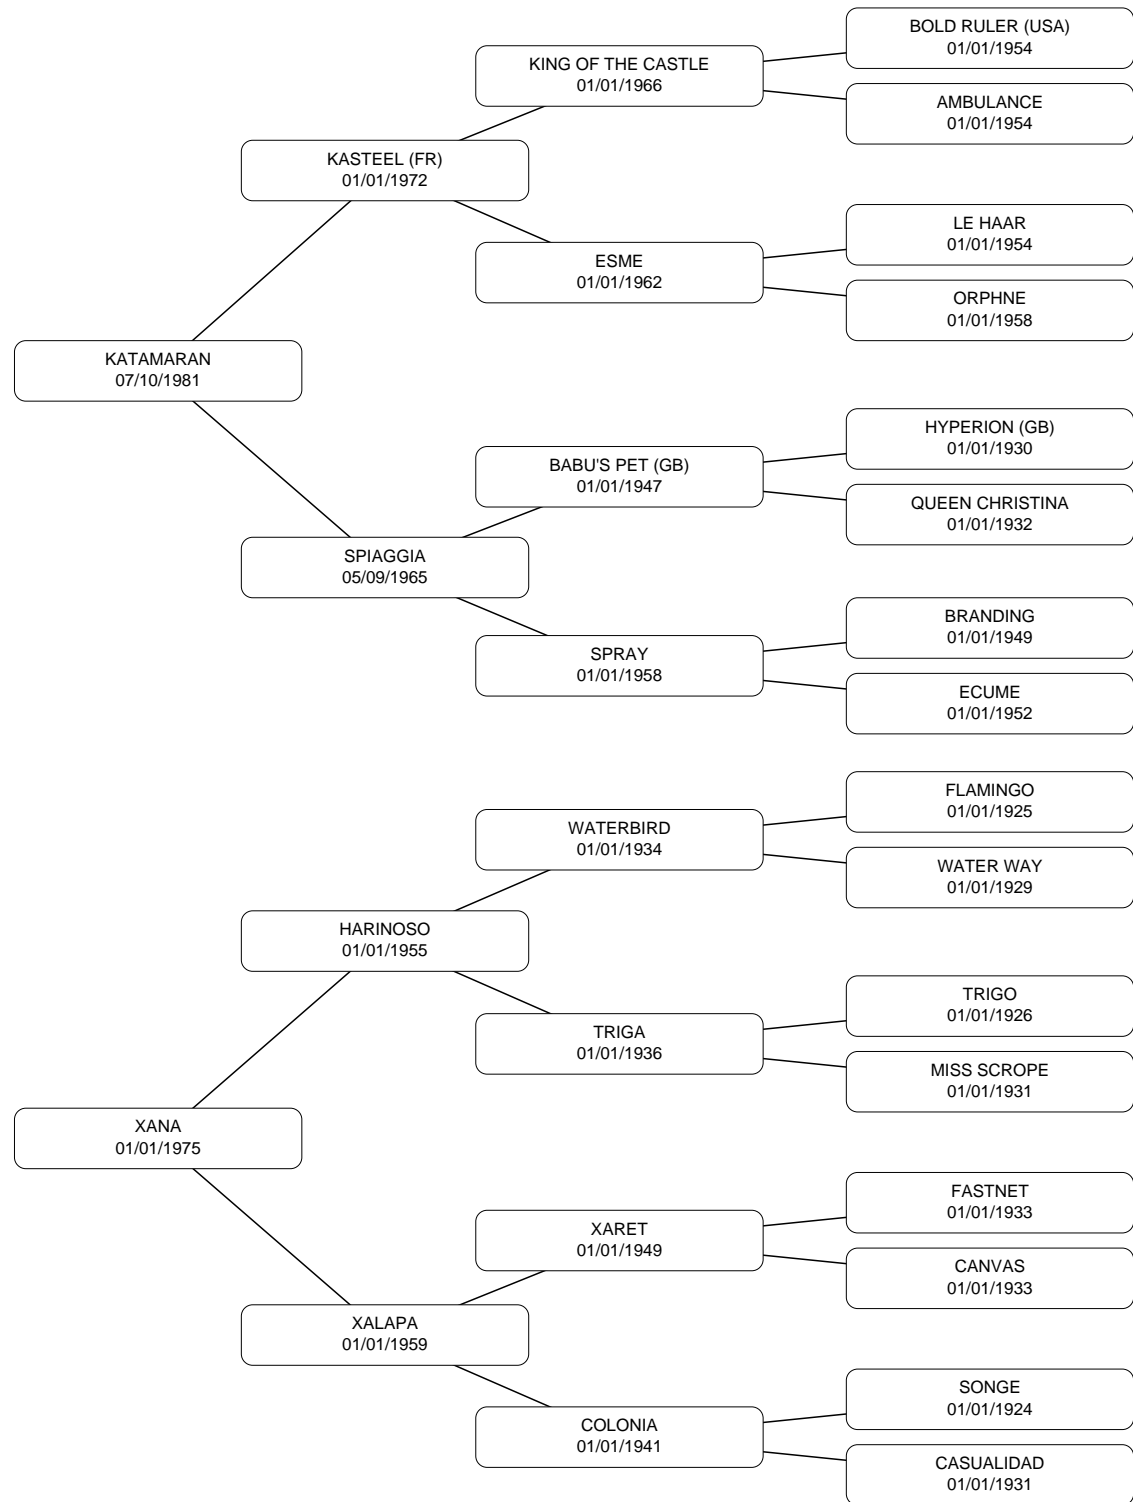 BOLD RULER (USA)
01/01/1954
KING OF THE CASTLE
01/01/1966
AMBULANCE
01/01/1954
KASTEEL (FR)
01/01/1972
LE HAAR
01/01/1954
ESME
01/01/1962
ORPHNE
01/01/1958
KATAMARAN
07/10/1981
HYPERION (GB)
01/01/1930
BABU'S PET (GB)
01/01/1947
QUEEN CHRISTINA
01/01/1932
SPIAGGIA
05/09/1965
BRANDING
01/01/1949
SPRAY
01/01/1958
ECUME
01/01/1952
FLAMINGO
01/01/1925
WATERBIRD
01/01/1934
WATER WAY
01/01/1929
HARINOSO
01/01/1955
TRIGO
01/01/1926
TRIGA
01/01/1936
MISS SCROPE
01/01/1931
XANA
01/01/1975
FASTNET
01/01/1933
XARET
01/01/1949
CANVAS
01/01/1933
XALAPA
01/01/1959
SONGE
01/01/1924
COLONIA
01/01/1941
CASUALIDAD
01/01/1931